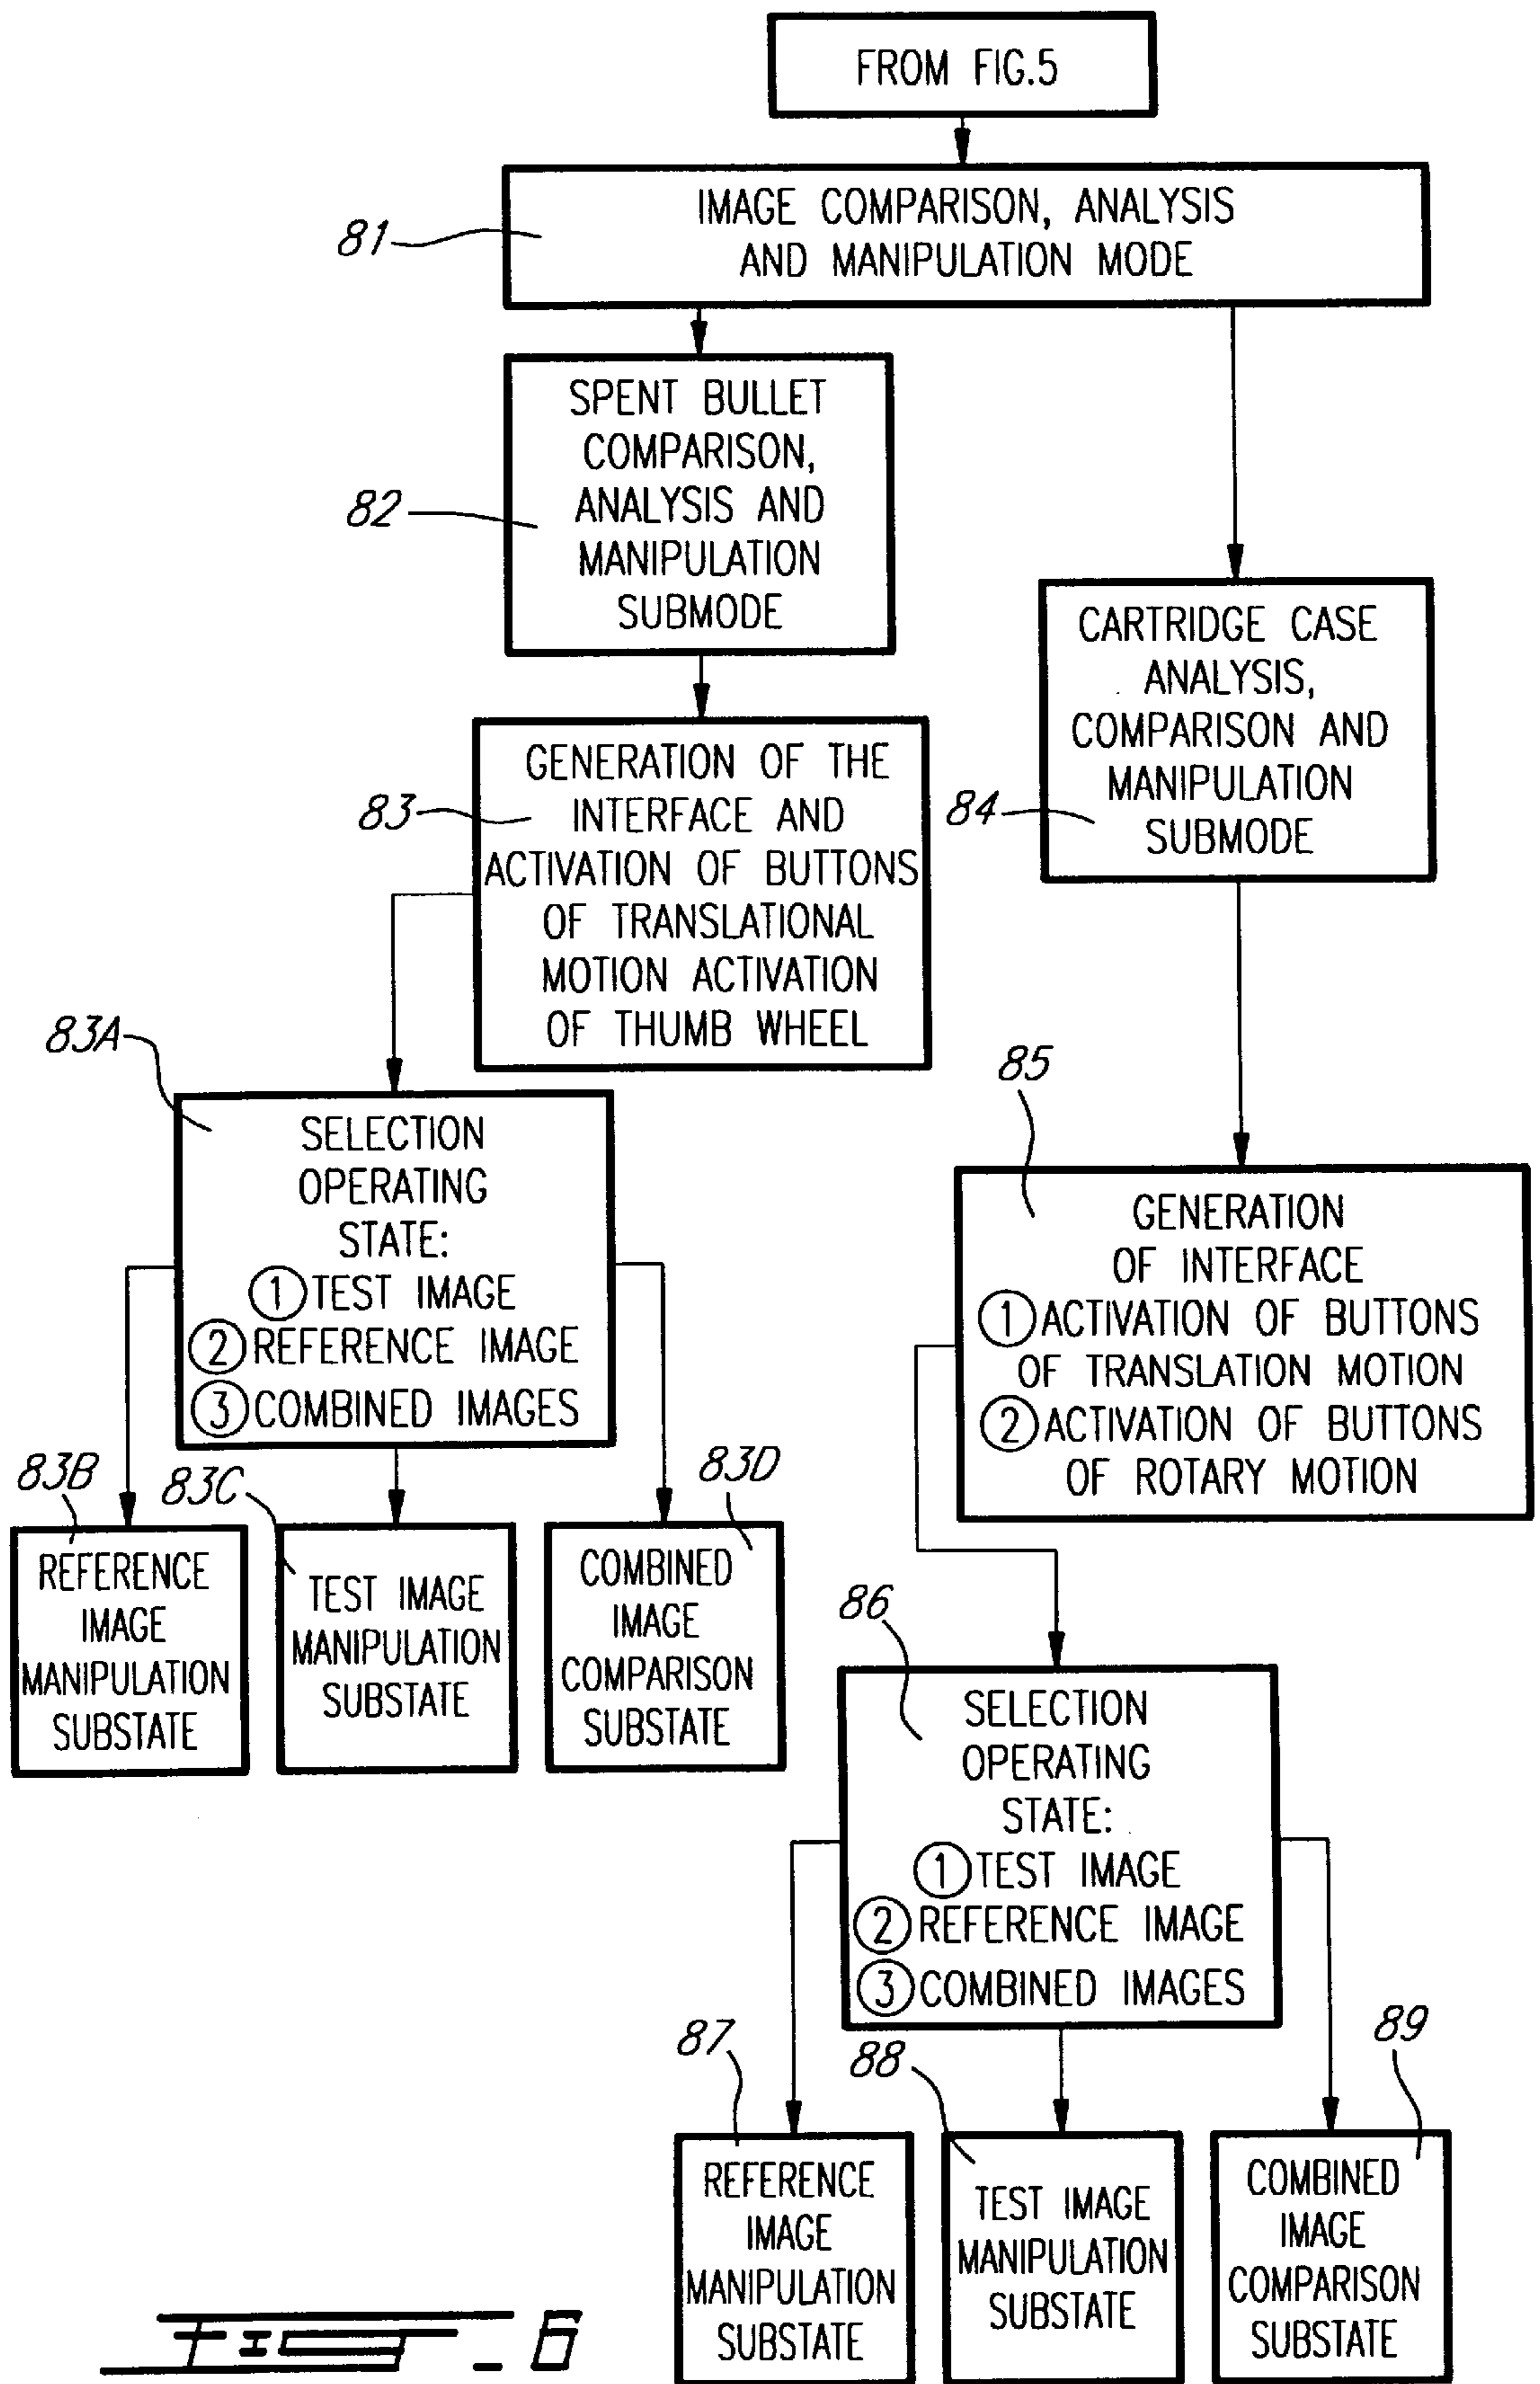 FROM FIG.5
81
IMAGE COMPARISON, ANALYSIS
AND MANIPULATION MODE
82
SPENT BULLET
COMPARISON,
ANALYSIS AND
MANIPULATION
SUBMODE
84
CARTRIDGE CASE
ANALYSIS,
COMPARISON AND
MANIPULATION
SUBMODE
83
GENERATION OF THE
INTERFACE AND
ACTIVATION OF BUTTONS
OF TRANSLATIONAL
MOTION ACTIVATION
OF THUMB WHEEL
83A
SELECTION
OPERATING
STATE:
① TEST IMAGE
② REFERENCE IMAGE
③ COMBINED IMAGES
85
GENERATION
OF INTERFACE
① ACTIVATION OF BUTTONS
OF TRANSLATION MOTION
② ACTIVATION OF BUTTONS
OF ROTARY MOTION
83B
REFERENCE
IMAGE
MANIPULATION
SUBSTATE
83C
TEST IMAGE
MANIPULATION
SUBSTATE
83D
COMBINED
IMAGE
COMPARISON
SUBSTATE
86
SELECTION
OPERATING
STATE:
① TEST IMAGE
② REFERENCE IMAGE
③ COMBINED IMAGES
87
REFERENCE
IMAGE
MANIPULATION
SUBSTATE
88
TEST IMAGE
MANIPULATION
SUBSTATE
89
COMBINED
IMAGE
COMPARISON
SUBSTATE
FIG - 6